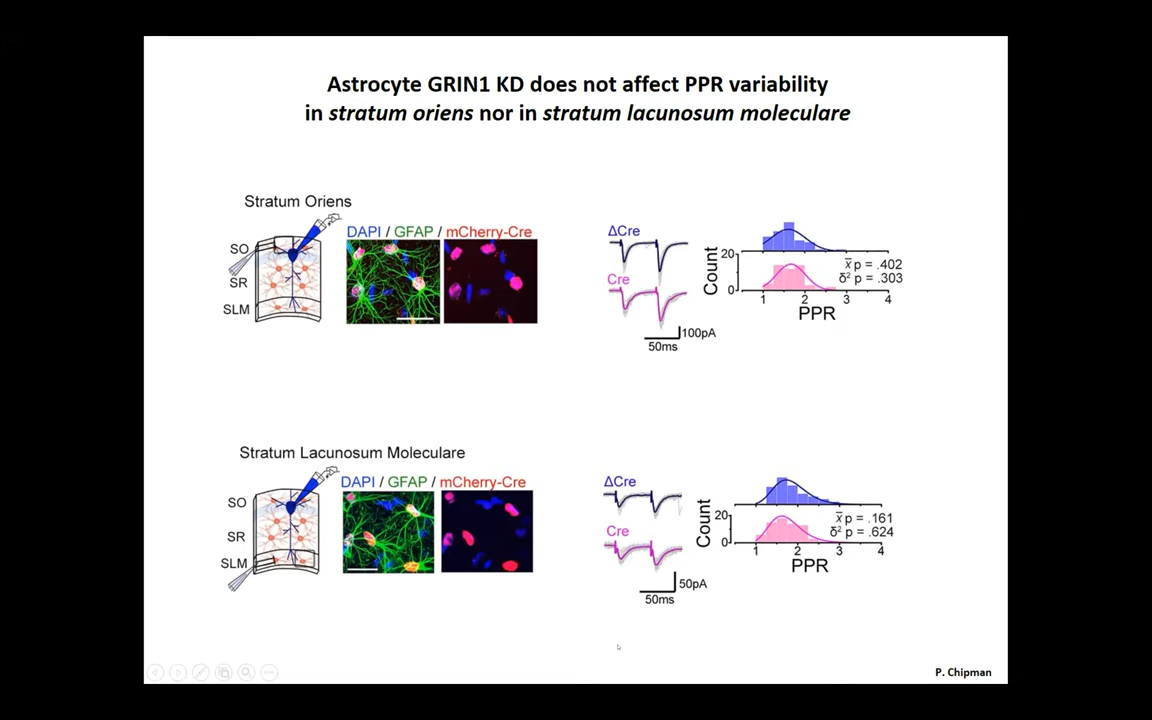 Astrocyte GRIN1 KD does not affect PPR variability
in stratum oriens nor in stratum lacunosum moleculare
Stratum Oriens
SO
SR
SLM
DAPI / GFAP / mCherry-Cre
ΔCre
Cre
100pA
50ms
Count
20
0
x̄ p = .402
δ² p = .303
1 2 3 4
PPR
Stratum Lacunosum Moleculare
SO
SR
SLM
DAPI / GFAP / mCherry-Cre
ΔCre
Cre
50pA
50ms
Count
20
0
x̄ p = .161
δ² p = .624
1 2 3 4
PPR
P. Chipman